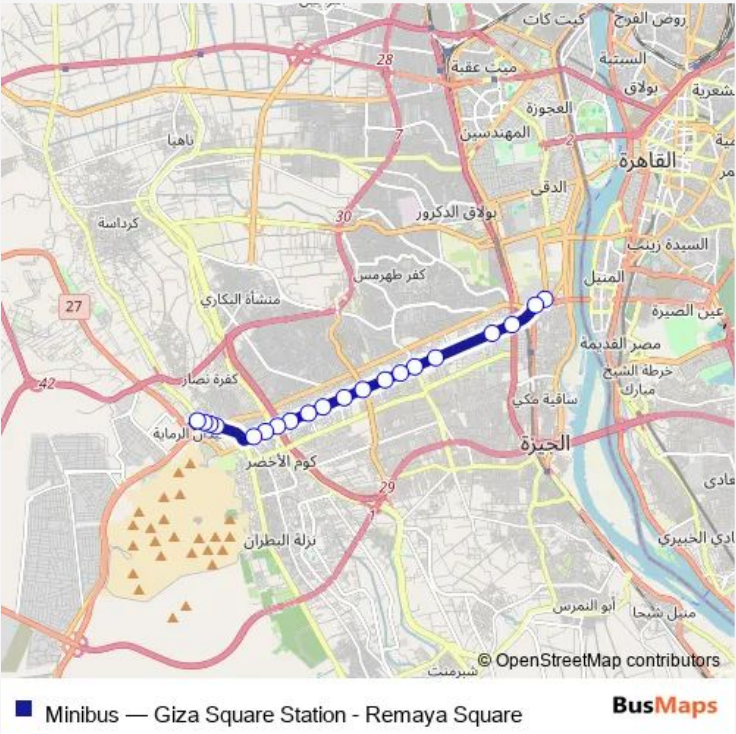 كيت كات
روض الفرج
28
ميت عقبة
السبتية
بولاق
العجوزة
7
المهندسين
2
ناهيا
القاهرة
الدقى
30
بولاق الدكرور
كرداسة
السيدة زينب
كفر طهرمس
المنيل
منشأة البكاري
27
عين الصيرة
مصر القديمة
خرطة الشيخ
مبارك
كفرة نصار
42
ساقية مكي
الرماية
الجيزة
كوم الأخضر
29
1
نزلة البطران
أبو النمرس
منيل شيحا
شبرمنت
© OpenStreetMap contributors
Minibus — Giza Square Station - Remaya Square
BusMaps